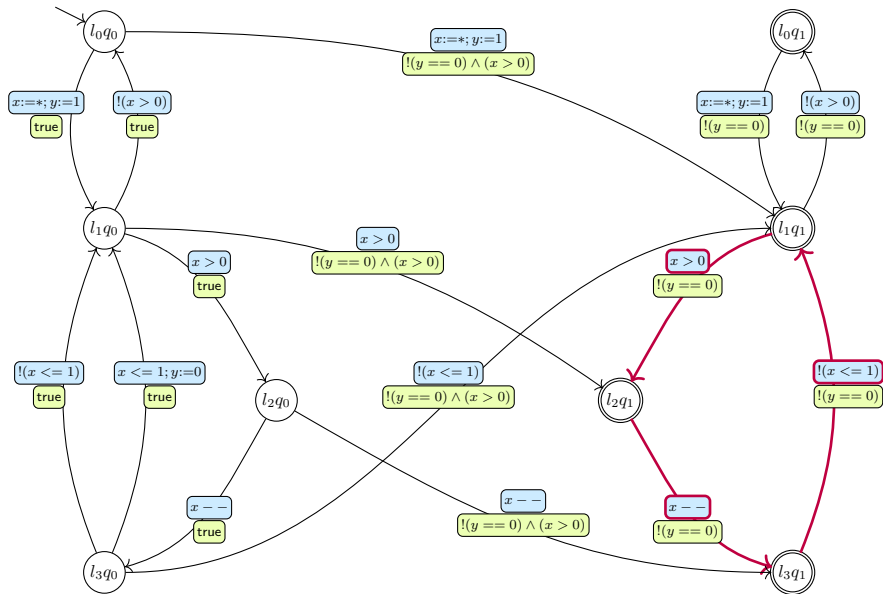 l₀q₀
l₀q₁
x:=∗; y:=1
!(y == 0) ∧ (x > 0)
x:=∗; y:=1
true
!(x > 0)
true
x:=∗; y:=1
!(y == 0)
!(x > 0)
!(y == 0)
l₁q₀
l₁q₁
x > 0
!(y == 0) ∧ (x > 0)
x > 0
true
x > 0
!(y == 0)
!(x <= 1)
true
x <= 1; y:=0
true
!(x <= 1)
!(y == 0) ∧ (x > 0)
!(x <= 1)
!(y == 0)
l₂q₀
l₂q₁
x − −
true
x − −
!(y == 0) ∧ (x > 0)
x − −
!(y == 0)
l₃q₀
l₃q₁